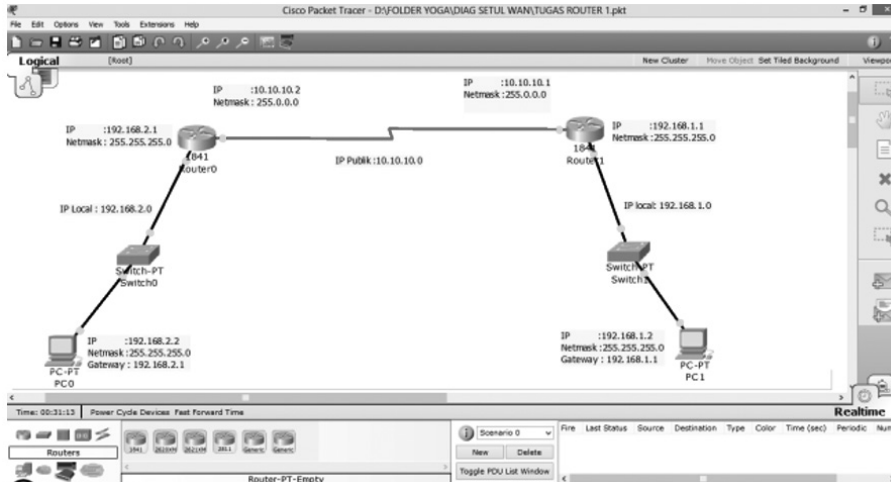 Cisco Packet Tracer - D:\FOLDER YOGA\DIAG SETUL WAN\TUGAS ROUTER 1.pkt
File Edit Options View Tools Extensions Help
Logical [Root] New Cluster Move Object Set Tiled Background Viewpo
IP :10.10.10.2
Netmask : 255.0.0.0
IP :10.10.10.1
Netmask :255.0.0.0
IP :192.168.2.1
Netmask : 255.255.255.0
1841
Router0
IP Publik :10.10.10.0
1841
Router1
IP :192.168.1.1
Netmask :255.255.255.0
IP Local : 192.168.2.0
IP local: 192.168.1.0
Switch-PT
Switch0
Switch-PT
IP :192.168.2.2
Netmask :255.255.255.0
Gateway : 192.168.2.1
PC-PT
PC0
IP :192.168.1.2
Netmask :255.255.255.0
Gateway : 192.168.1.1
PC-PT
PC1
Time: 00:31:13 Power Cycle Devices Fast Forward Time Realtime
Routers
1841 2620XM 2621XM 2811 Generic Generic
Router-PT-Empty
Scenario 0
New Delete
Toggle PDU List Window
Fire Last Status Source Destination Type Color Time (sec) Periodic Num